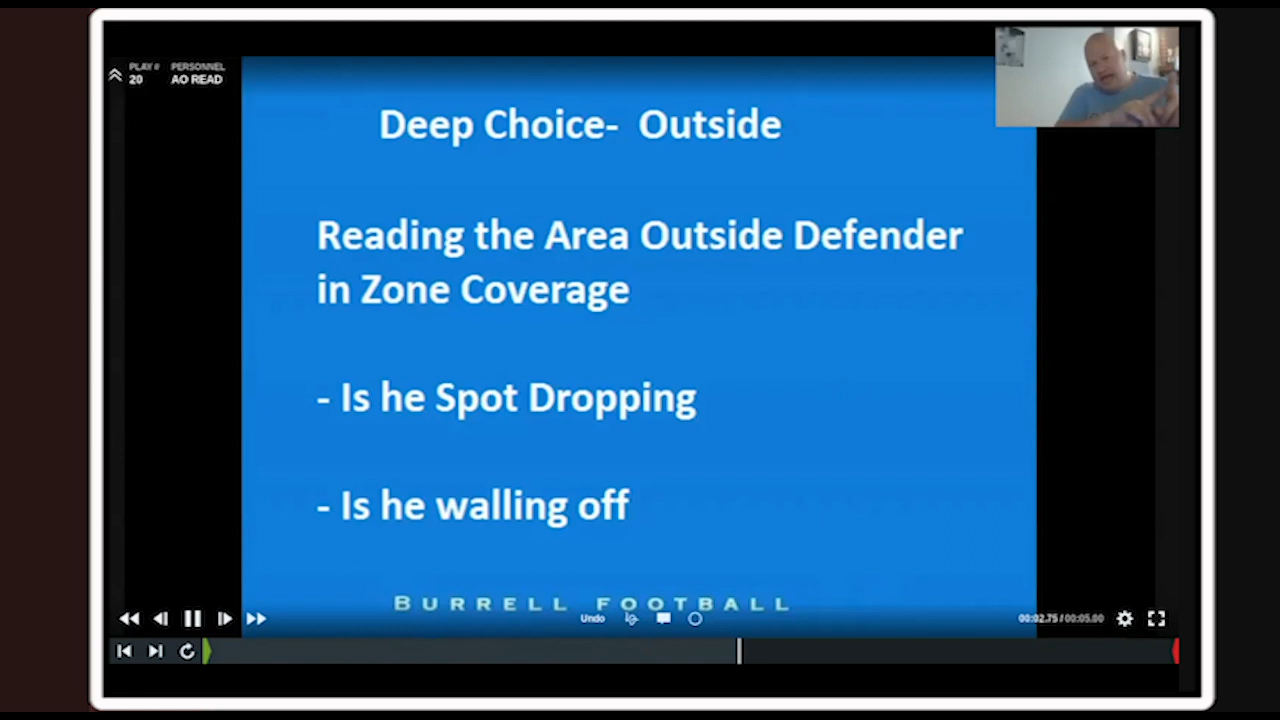 PLAY # PERSONNEL
20 AO READ
Deep Choice- Outside
Reading the Area Outside Defender
in Zone Coverage
- Is he Spot Dropping
- Is he walling off
BURRELL FOOTBALL
Undo
00:02.75 / 00:05.00